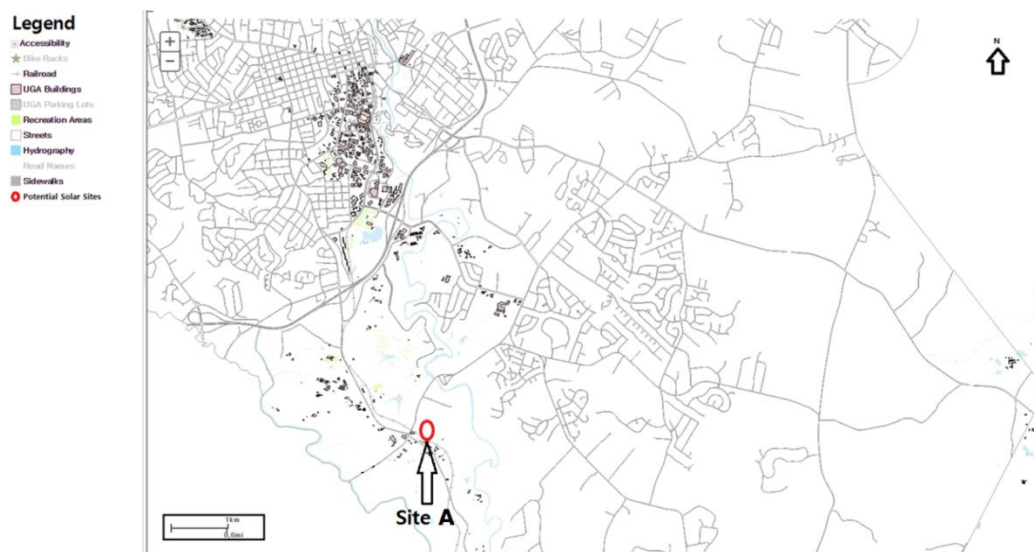 Legend
Accessibility
Bike Racks
Railroad
UGA Buildings
UGA Parking Lots
Recreation Areas
Streets
Hydrography
Road Names
Sidewalks
Potential Solar Sites
+
−
N
Site A
1km
0,6mi